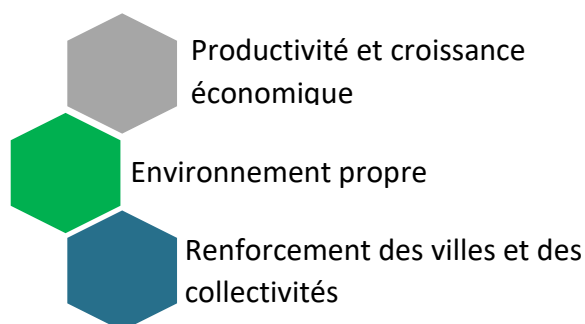 Productivité et croissance
économique
Environnement propre
Renforcement des villes et des
collectivités